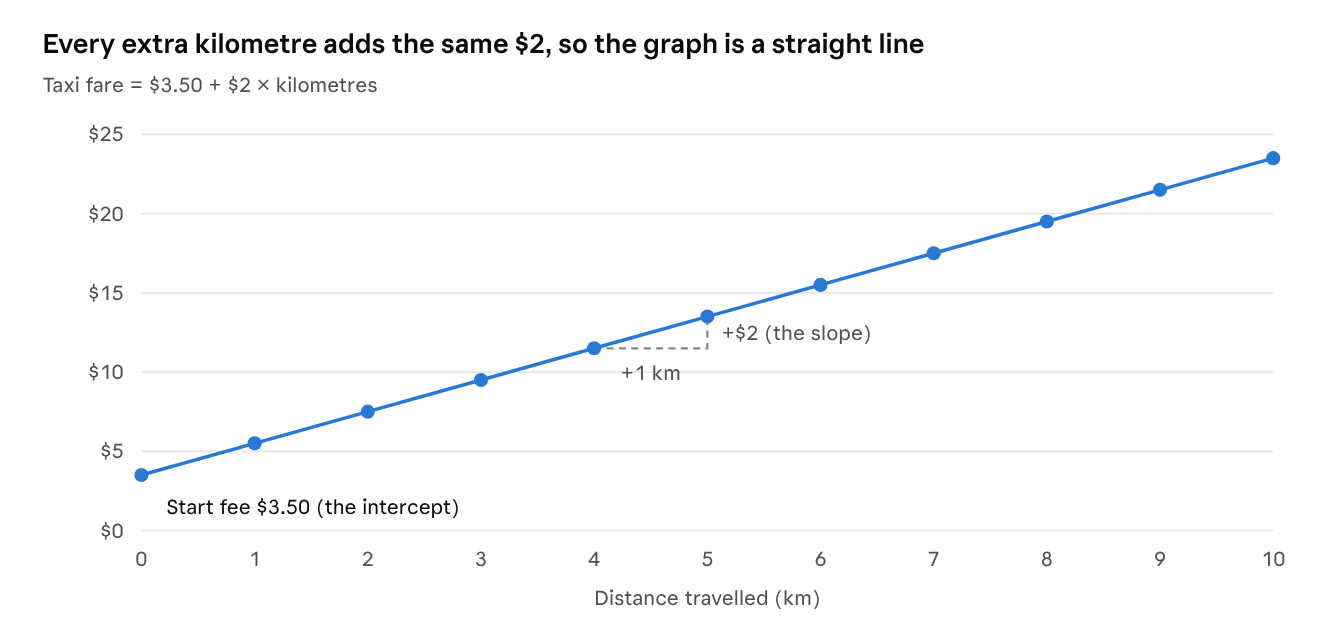 Every extra kilometre adds the same $2, so the graph is a straight line
Taxi fare = $3.50 + $2 × kilometres
$25
$20
$15
+$2 (the slope)
$10
+1 km
$5
Start fee $3.50 (the intercept)
$0
0 1 2 3 4 5 6 7 8 9 10
Distance travelled (km)